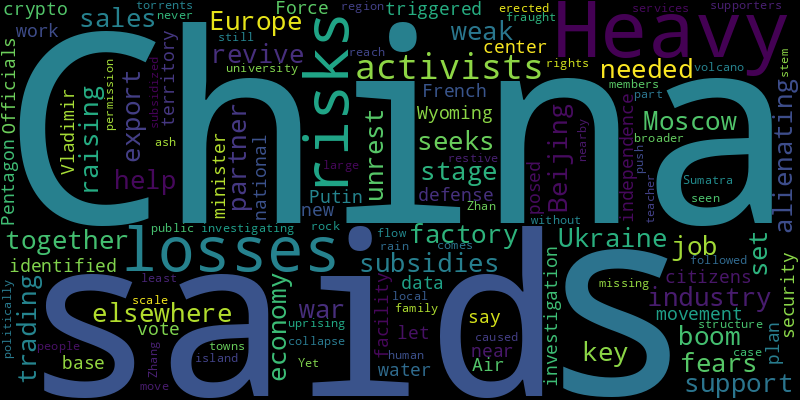 China
said
S
Heavy
losses
risks
crypto
torrents
never
work
sales
Europe
region
Force
reach
triggered
erected
fraught
services
supporters
weak
center
revive
still
university
activists
rights
needed
volcano
members
part
broader
stem
Officials
Pentagon
Vladimir
raising
permission
export
subsidized
territory
ash
help
minister
partner
national
large
unrest
French
Wyoming
seeks
restive
stage
defense
Putin
new
rock
Zhan
posed
Beijing
nearby
independence
push
teacher
Moscow
Sumatra
seen
alienating
without
public
investigating
together
identified
flow
rain
comes
factory
subsidies
Ukraine
job
followed
set
citizens
missing
industry
movement
structure
boom
case
fears
plan
security
support
key
investigation
politically
trading
least
scale
elsewhere
vote
people
towns
base
island
Zhang
move
economy
war
uprising
collapse
Yet
facility
data
local
family
let
caused
human
water
say
near
Air